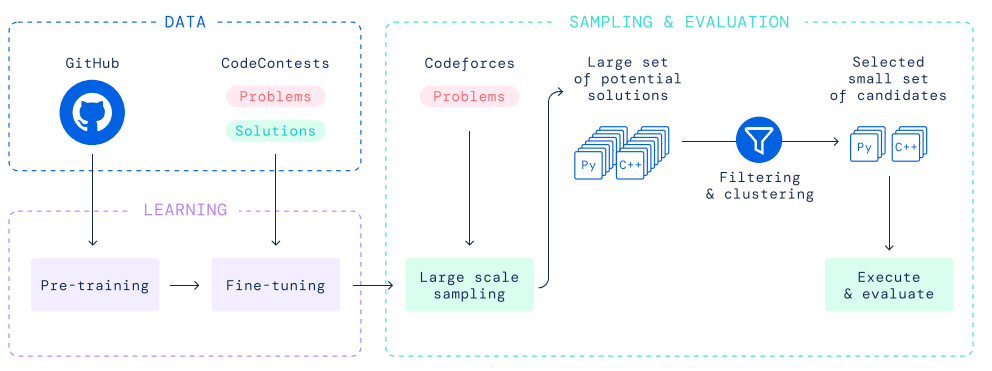 DATA
GitHub
CodeContests
Problems
Solutions
LEARNING
Pre-training
Fine-tuning
SAMPLING & EVALUATION
Codeforces
Problems
Large scale
sampling
Large set
of potential
solutions
Py
C++
Filtering
& clustering
Selected
small set
of candidates
Py
C++
Execute
& evaluate